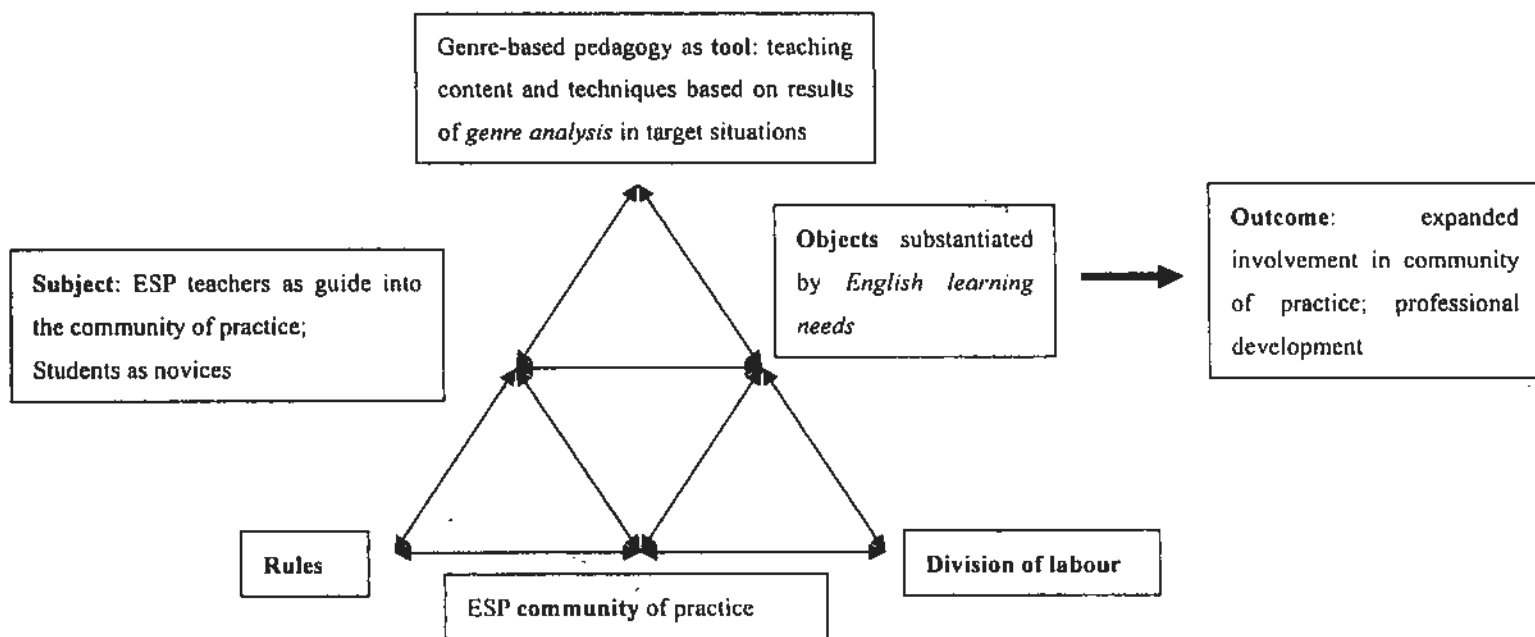 Genre-based pedagogy as tool: teaching
content and techniques based on results
of genre analysis in target situations
Subject: ESP teachers as guide into
the community of practice;
Students as novices
Objects substantiated
by English learning
needs
Outcome: expanded
involvement in community
of practice; professional
development
Rules
ESP community of practice
Division of labour